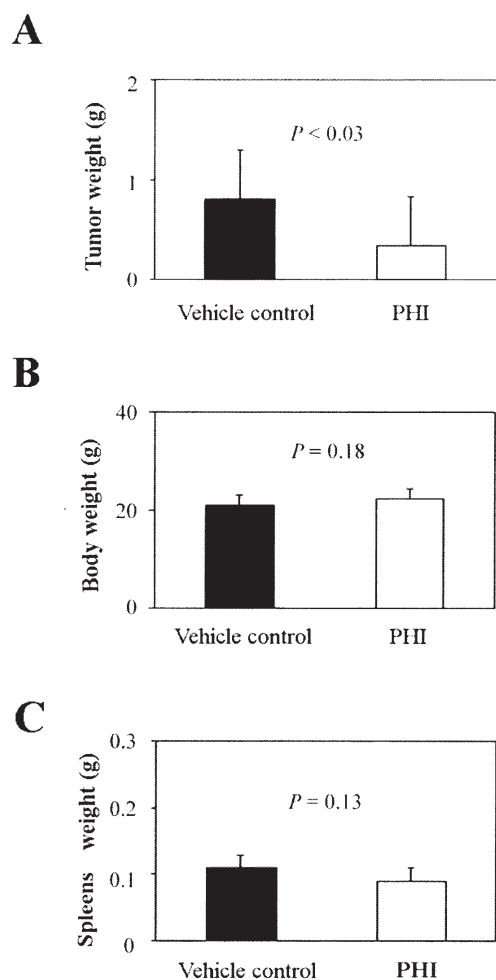 A
Tumor weight (g)
2
1
0
P < 0.03
Vehicle control
PHI
B
Body weight (g)
40
20
0
P = 0.18
Vehicle control
PHI
C
Spleens weight (g)
0.3
0.2
0.1
0
P = 0.13
Vehicle control
PHI